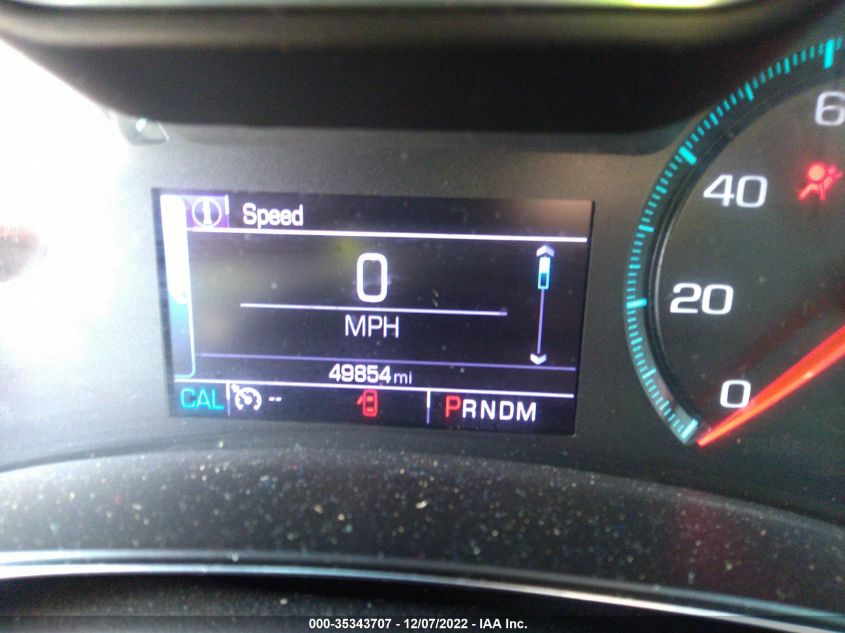 Speed
0
MPH
49854 mi
CAL -- PRNDM
6
40
20
0
000-35343707 - 12/07/2022 - IAA Inc.